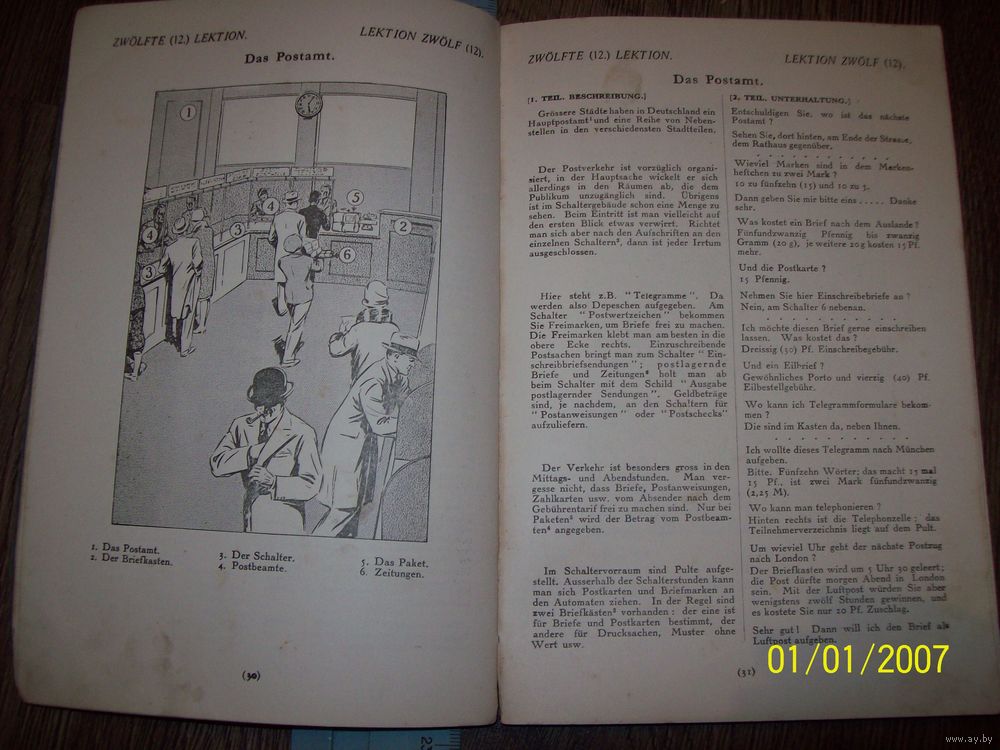 ZWÖLFTE (12.) LEKTION.
LEKTION ZWÖLF (12).
Das Postamt.
1
4
5
4
3
2
3
6
1. Das Postamt.
2. Der Briefkasten.
3. Der Schalter.
4. Postbeamte.
5. Das Paket.
6. Zeitungen.
(30)
ZWÖLFTE (12.) LEKTION.
LEKTION ZWÖLF (12).
Das Postamt.
[1. TEIL. BESCHREIBUNG.]
Grössere Städte haben in Deutschland ein
Hauptpostamt¹ und eine Reihe von Neben-
stellen in den verschiedensten Stadtteilen.
Der Postverkehr ist vorzüglich organi-
siert, in der Hauptsache wickelt er sich
allerdings in den Räumen ab, die dem
Publikum unzugänglich sind. Übrigens
ist im Schaltergebäude schon eine Menge zu
sehen. Beim Eintritt ist man vielleicht auf
den ersten Blick etwas verwirrt. Richtet
man sich aber nach den Aufschriften an den
einzelnen Schaltern³, dann ist jeder Irrtum
ausgeschlossen.
Hier steht z.B. "Telegramme". Da
werden also Depeschen aufgegeben. Am
Schalter "Postwertzeichen" bekommen
Sie Freimarken, um Briefe frei zu machen.
Die Freimarken klebt man am besten in die
obere Ecke rechts. Einzuschreibende
Postsachen bringt man zum Schalter "Ein-
schreibbriefsendungen"; postlagernde
Briefe und Zeitungen⁶ holt man ab
beim Schalter mit dem Schild "Ausgabe
postlagernder Sendungen". Geldbeträge
sind, je nachdem, an den Schaltern für
"Postanweisungen" oder "Postschecks"
aufzuliefern.
Der Verkehr ist besonders gross in den
Mittags- und Abendstunden. Man ver-
gesse nicht, dass Briefe, Postanweisungen,
Zahlkarten usw. vom Absender nach dem
Gebührentarif frei zu machen sind. Nur bei
Paketen⁵ wird der Betrag vom Postbeam-
ten⁴ angegeben.
Im Schaltervorraum sind Pulte aufge-
stellt. Ausserhalb der Schalterstunden kann
man sich Postkarten und Briefmarken an
den Automaten ziehen. In der Regel sind
zwei Briefkästen² vorhanden: der eine ist
für Briefe und Postkarten bestimmt, der
andere für Drucksachen, Muster ohne
Wert usw.
[2. TEIL. UNTERHALTUNG.]
Entschuldigen Sie, wo ist das nächste
Postamt?
Sehen Sie, dort hinten, am Ende der Strasse,
dem Rathaus gegenüber.
. . . . . . . . . . .
Wieviel Marken sind in dem Marken-
heftchen zu zwei Mark?
10 zu fünfzehn (15) und 10 zu 5.
Dann geben Sie mir bitte eins ..... Danke
sehr.
Was kostet ein Brief nach dem Auslande?
Fünfundzwanzig Pfennig bis zwanzig
Gramm (20 g), je weitere 20 g kosten 15 Pf.
mehr.
Und die Postkarte?
15 Pfennig.
Nehmen Sie hier Einschreibebriefe an?
Nein, am Schalter 6 nebenan.
. . . . . . . . . . .
Ich möchte diesen Brief gerne einschreiben
lassen. Was kostet das?
Dreissig (30) Pf. Einschreibegebühr.
Und ein Eilbrief?
Gewöhnliches Porto und vierzig (40) Pf.
Eilbestellgebühr.
Wo kann ich Telegrammformulare bekom-
men?
Die sind im Kasten da, neben Ihnen.
. . . . . . . . . . .
Ich wollte dieses Telegramm nach München
aufgeben.
Bitte. Fünfzehn Wörter; das macht 15 mal
15 Pf., ist zwei Mark fünfundzwanzig
(2,25 M).
Wo kann man telephonieren?
Hinten rechts ist die Telephonzelle; das
Teilnehmerverzeichnis liegt auf dem Pult.
Um wieviel Uhr geht der nächste Postzug
nach London?
Der Briefkasten wird um 5 Uhr 30 geleert;
die Post dürfte morgen Abend in London
sein. Mit der Luftpost würden Sie aber
wenigstens zwölf Stunden gewinnen, und
es kostete Sie nur 20 Pf. Zuschlag.
Sehr gut! Dann will ich den Brief als
Luftpost aufgeben.
(31)
01/01/2007
www.ay.by